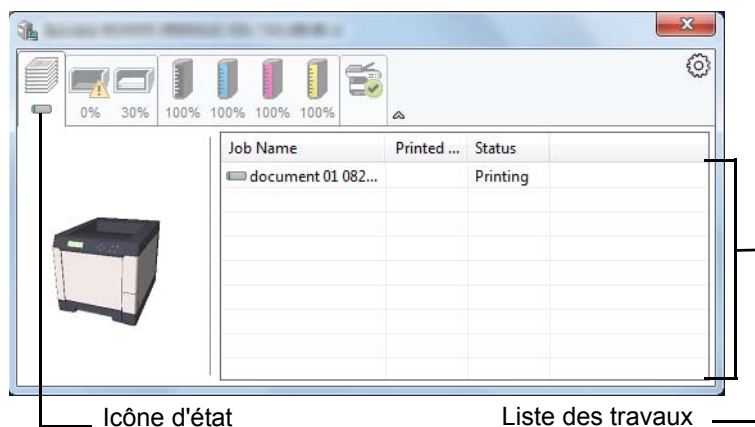 0% 30% 100% 100% 100% 100%
Job Name Printed ... Status
document 01 082... Printing
Icône d'état Liste des travaux